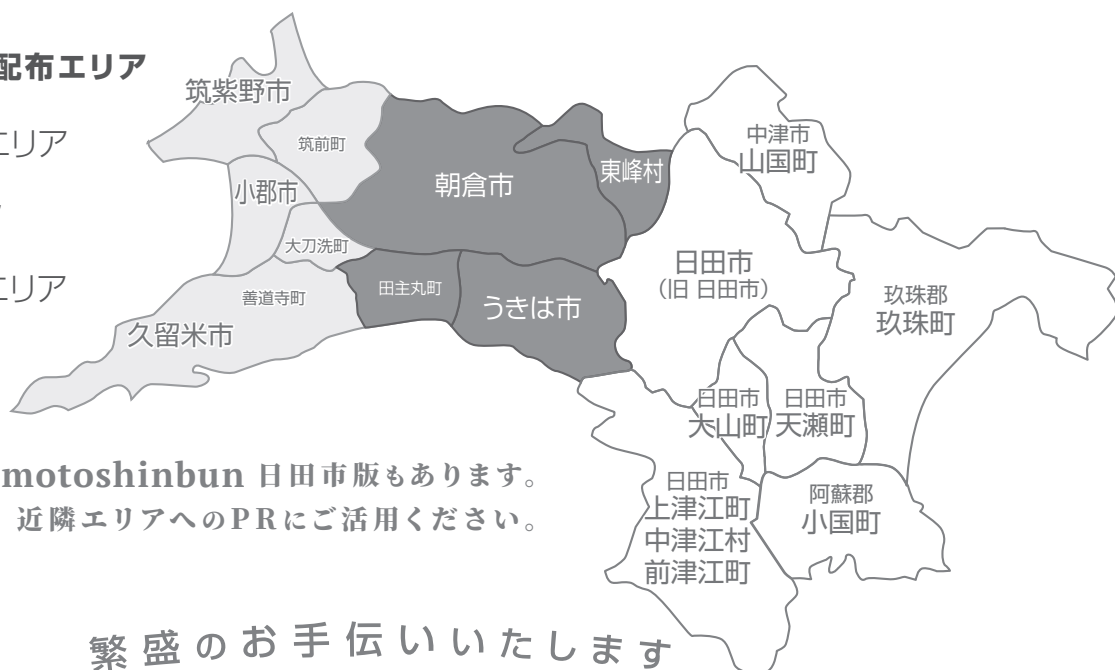 配布エリア
エリア
エリア
筑紫野市
筑前町
小郡市
大刀洗町
善道寺町
久留米市
朝倉市
東峰村
田主丸町
うきは市
中津市
山国町
日田市
(旧 日田市)
玖珠郡
玖珠町
日田市
大山町
日田市
天瀬町
日田市
上津江町
中津江村
前津江町
阿蘇郡
小国町
motoshinbun 日田市版もあります。
近隣エリアへのPRにご活用ください。
繁盛のお手伝いいたします